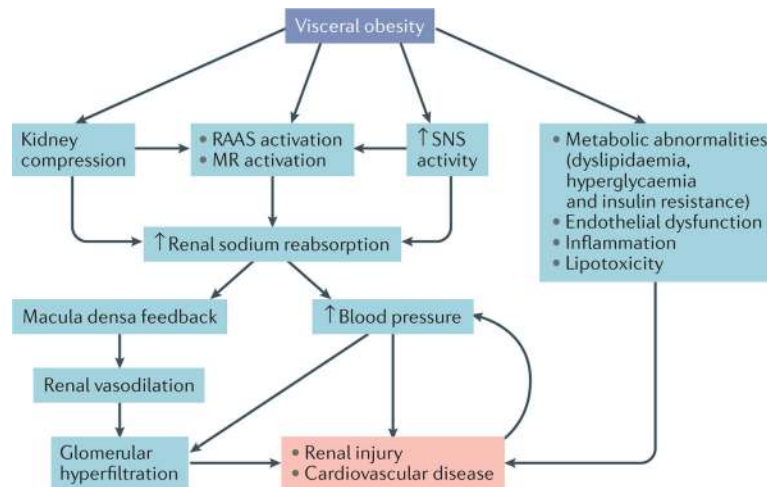 Visceral obesity
Kidney
compression
• RAAS activation
• MR activation
↑SNS
activity
• Metabolic abnormalities
(dyslipidaemia,
hyperglycaemia
and insulin resistance)
• Endothelial dysfunction
• Inflammation
• Lipotoxicity
↑Renal sodium reabsorption
Macula densa feedback
↑Blood pressure
Renal vasodilation
Glomerular
hyperfiltration
• Renal injury
• Cardiovascular disease